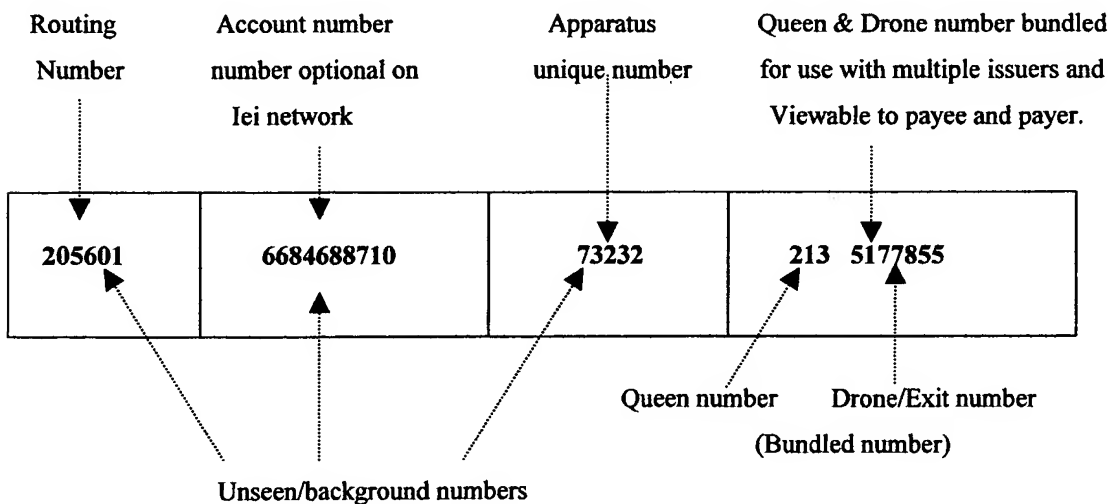 Routing
Number
Account number
number optional on
Iei network
Apparatus
unique number
Queen & Drone number bundled
for use with multiple issuers and
Viewable to payee and payer.
205601
6684688710
73232
213 5177855
Queen number
Drone/Exit number
(Bundled number)
Unseen/background numbers